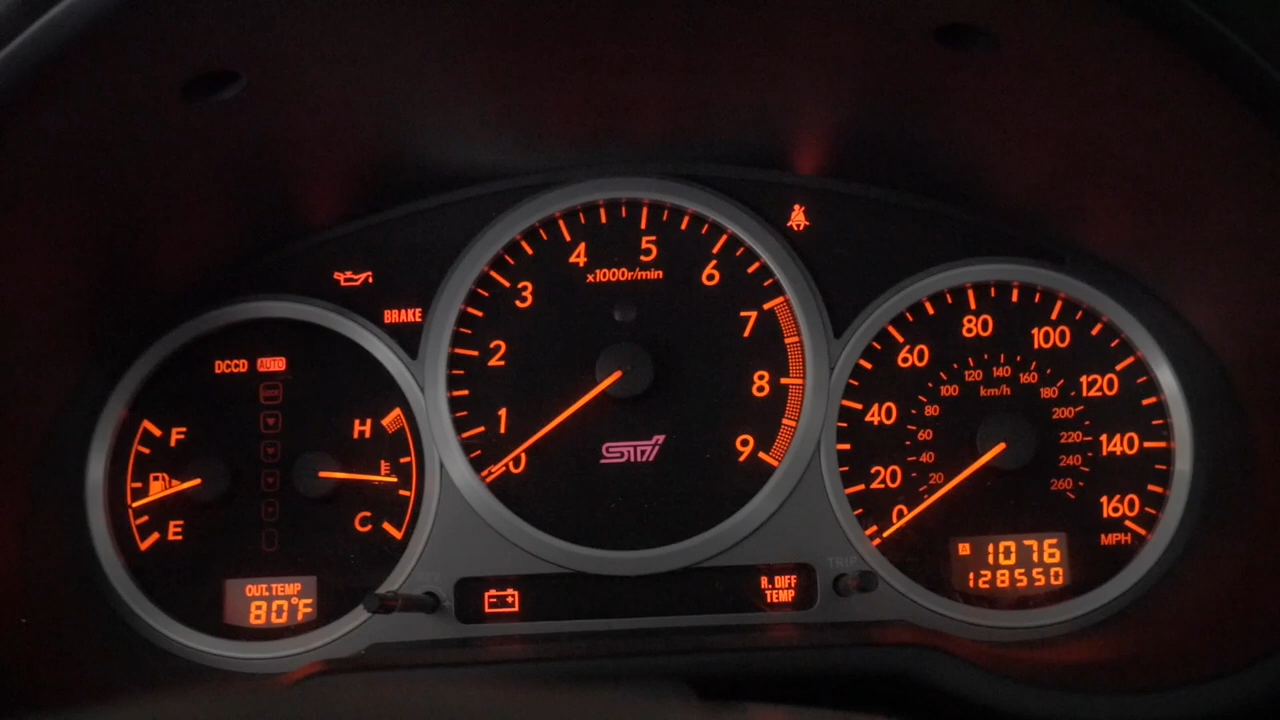 BRAKE
DCCD AUTO
LOCK
F
E
H
C
OUT. TEMP
80°F
x1000r/min
0 1 2 3 4 5 6 7 8 9
STi
R. DIFF
TEMP
0 20 40 60 80 100 120 140 160
MPH
km/h
20 40 60 80 100 120 140 160 180 200 220 240 260
TRIP
A 1076
128550